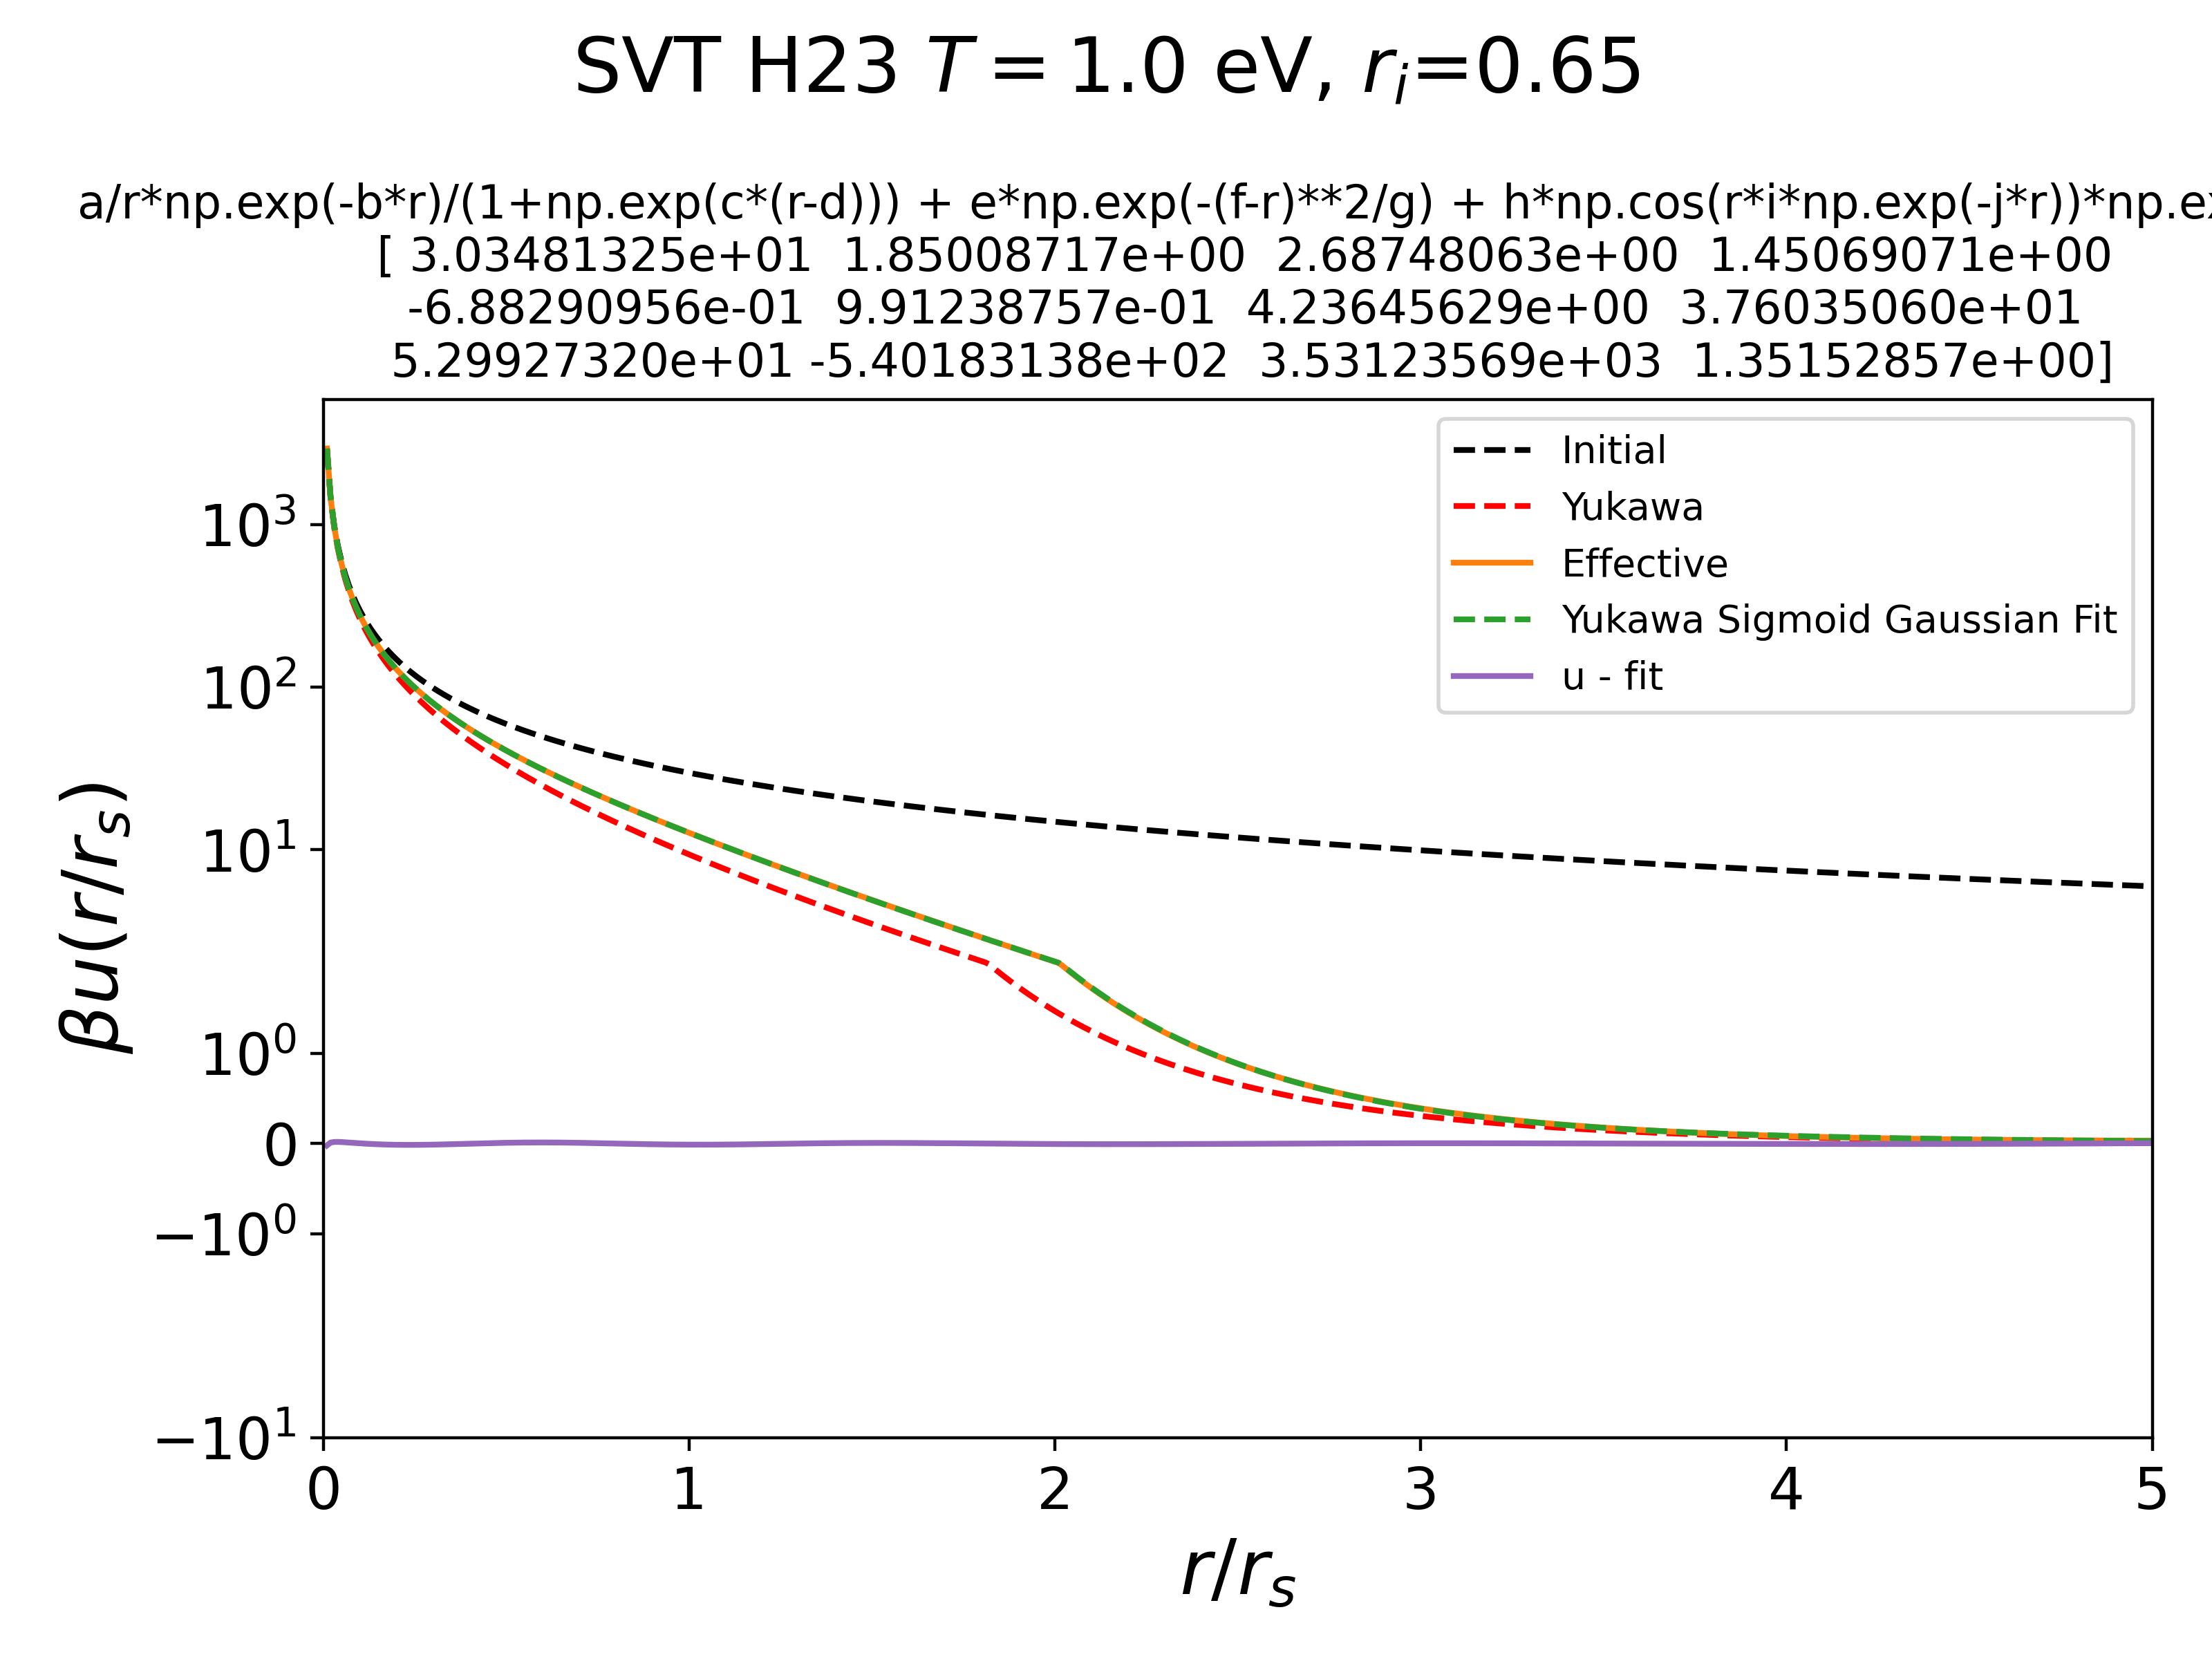 SVT H23 T = 1.0 eV, r_i=0.65
a/r*np.exp(-b*r)/(1+np.exp(c*(r-d))) + e*np.exp(-(f-r)**2/g) + h*np.cos(r*i*np.exp(-j*r))*np.ex
[ 3.03481325e+01 1.85008717e+00 2.68748063e+00 1.45069071e+00
-6.88290956e-01 9.91238757e-01 4.23645629e+00 3.76035060e+01
5.29927320e+01 -5.40183138e+02 3.53123569e+03 1.35152857e+00]
Initial
Yukawa
Effective
Yukawa Sigmoid Gaussian Fit
u - fit
10^3
10^2
10^1
10^0
0
−10^0
−10^1
βu(r/r_s)
0 1 2 3 4 5
r/r_s